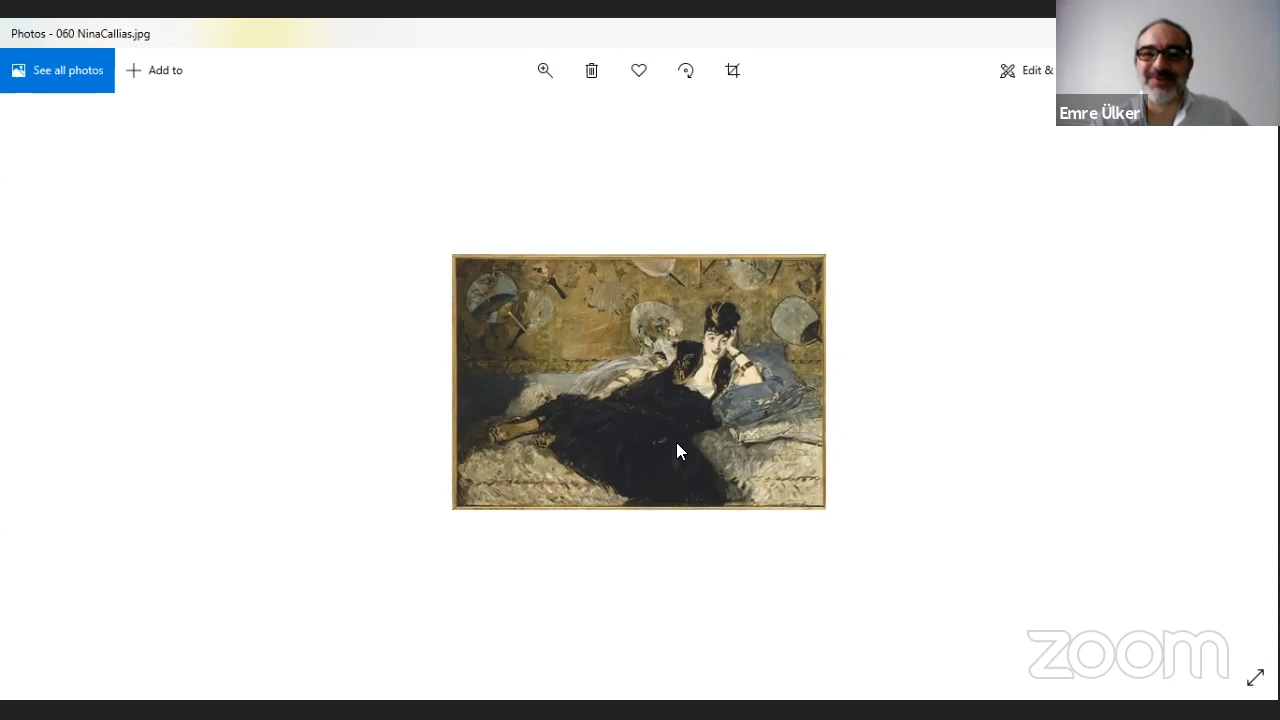 Photos - 060 NinaCallias.jpg
See all photos
Add to
Edit &
Emre Ülker
zoom